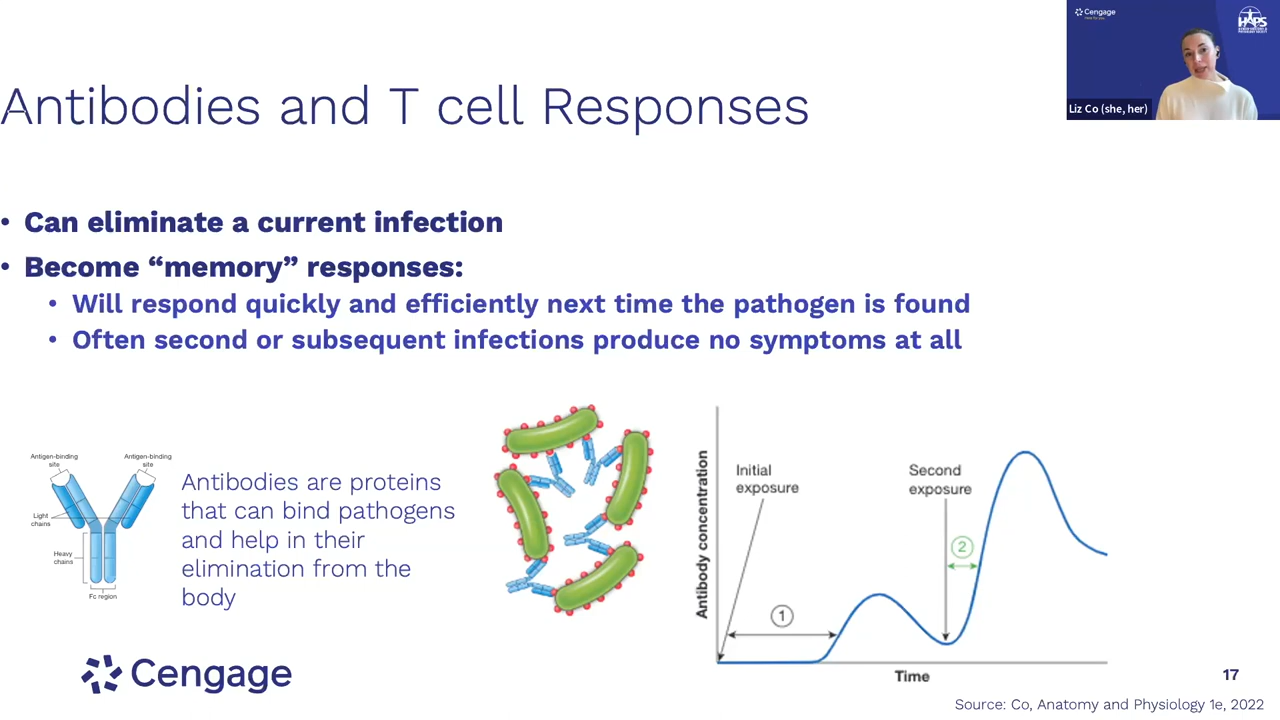 Cengage
HAPS
Liz Co (she, her)
Antibodies and T cell Responses
• Can eliminate a current infection
• Become “memory” responses:
• Will respond quickly and efficiently next time the pathogen is found
• Often second or subsequent infections produce no symptoms at all
Antigen-binding
site
Antigen-binding
site
Light
chains
Heavy
chains
Fc region
Antibodies are proteins
that can bind pathogens
and help in their
elimination from the
body
Antibody concentration
Initial
exposure
Second
exposure
1
2
Time
Cengage
17
Source: Co, Anatomy and Physiology 1e, 2022